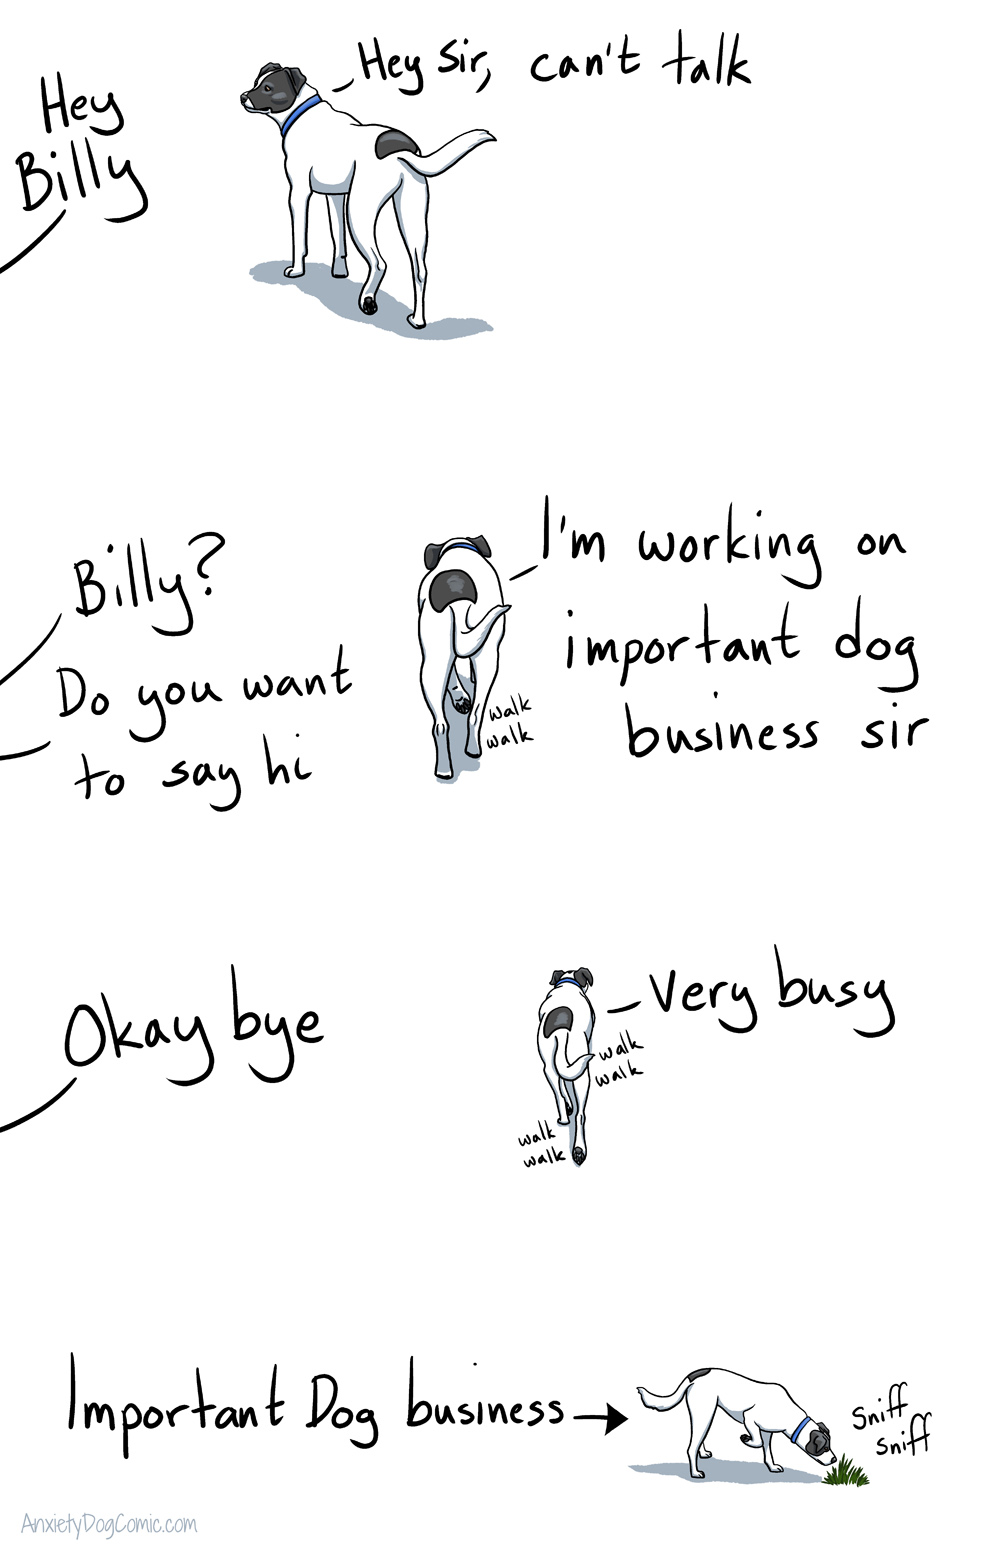 Hey
Billy
Hey Sir, can't talk
Billy?
Do you want
to say hi
I'm working on
important dog
business sir
walk
walk
Okay bye
Very busy
walk
walk
walk
walk
Important Dog business
sniff
sniff
AnxietyDogComic.com